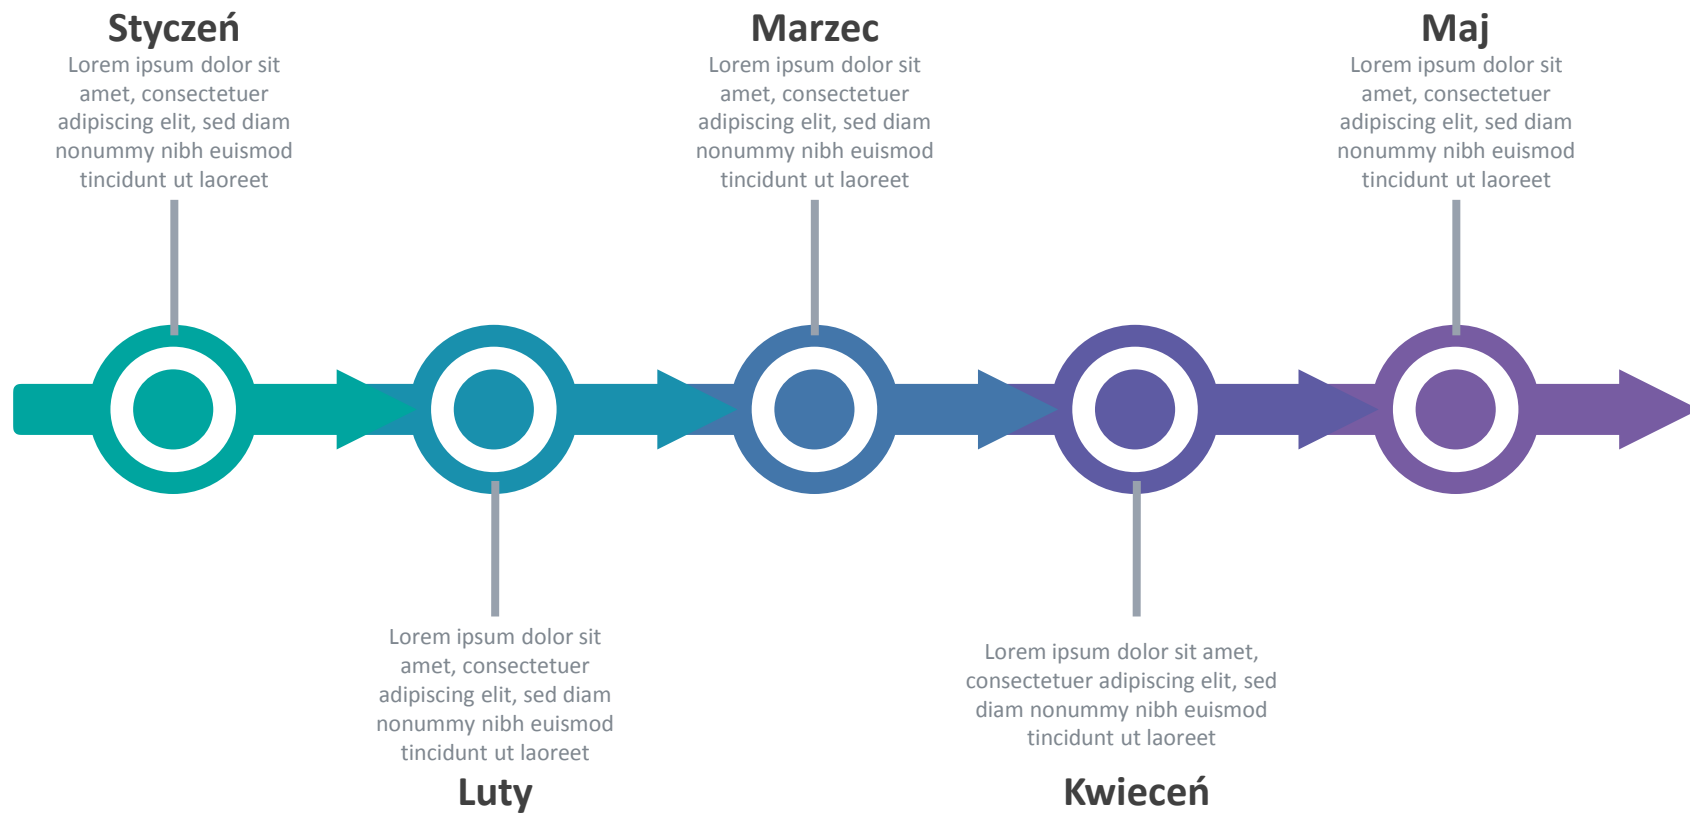 Styczeń
Lorem ipsum dolor sit
amet, consectetuer
adipiscing elit, sed diam
nonummy nibh euismod
tincidunt ut laoreet
Marzec
Lorem ipsum dolor sit
amet, consectetuer
adipiscing elit, sed diam
nonummy nibh euismod
tincidunt ut laoreet
Maj
Lorem ipsum dolor sit
amet, consectetuer
adipiscing elit, sed diam
nonummy nibh euismod
tincidunt ut laoreet
Lorem ipsum dolor sit
amet, consectetuer
adipiscing elit, sed diam
nonummy nibh euismod
tincidunt ut laoreet
Luty
Lorem ipsum dolor sit amet,
consectetuer adipiscing elit, sed
diam nonummy nibh euismod
tincidunt ut laoreet
Kwieceń